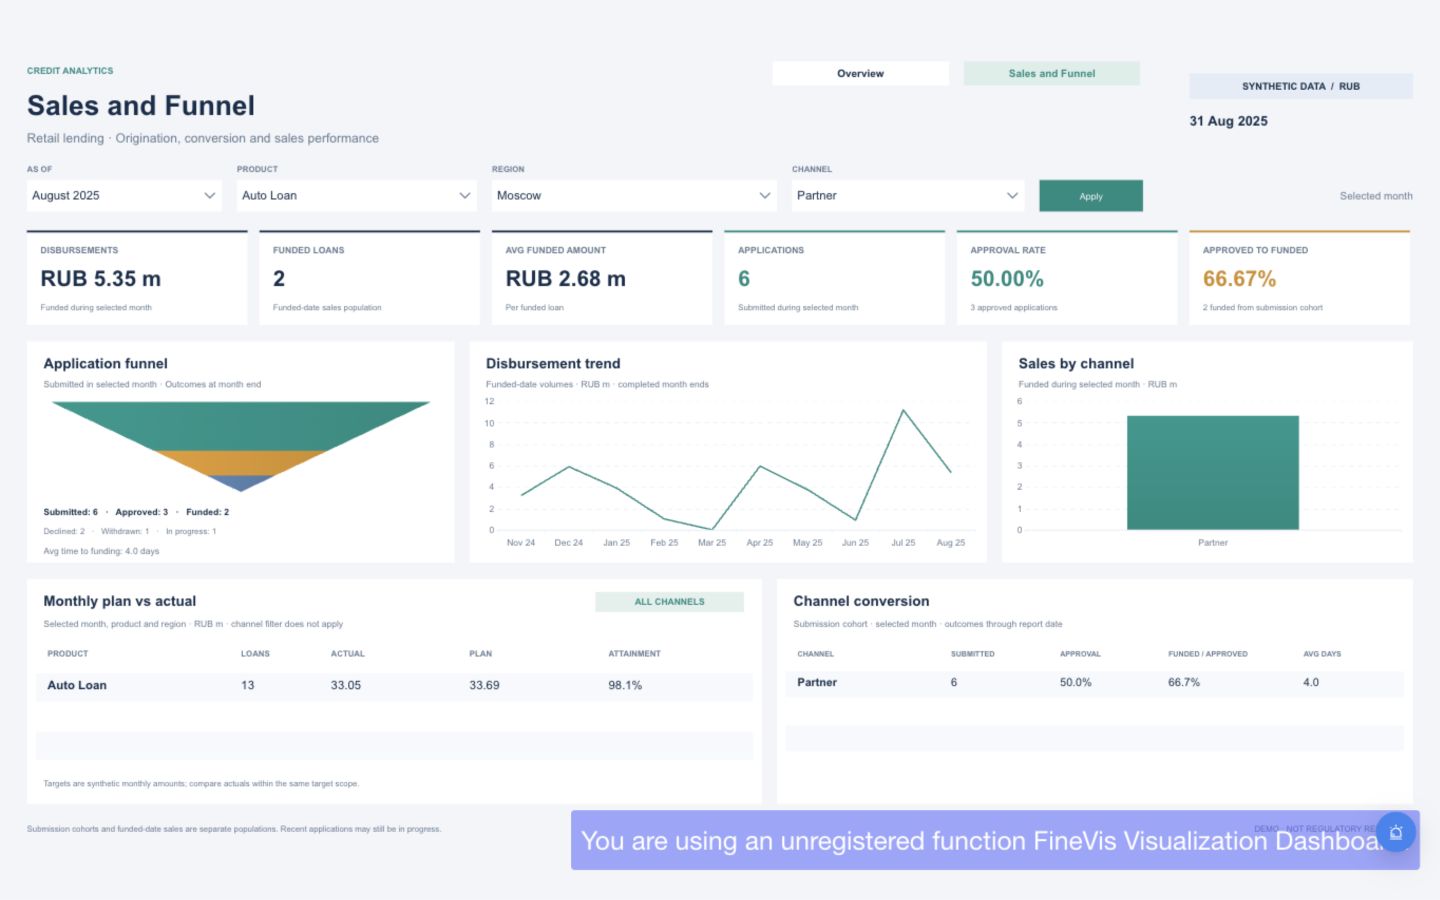 CREDIT ANALYTICS
Overview
Sales and Funnel
SYNTHETIC DATA / RUB
Sales and Funnel
31 Aug 2025
Retail lending · Origination, conversion and sales performance
AS OF
PRODUCT
REGION
CHANNEL
August 2025
Auto Loan
Moscow
Partner
Apply
Selected month
DISBURSEMENTS
RUB 5.35 m
Funded during selected month
FUNDED LOANS
2
Funded-date sales population
AVG FUNDED AMOUNT
RUB 2.68 m
Per funded loan
APPLICATIONS
6
Submitted during selected month
APPROVAL RATE
50.00%
3 approved applications
APPROVED TO FUNDED
66.67%
2 funded from submission cohort
Application funnel
Submitted in selected month · Outcomes at month end
Submitted: 6 · Approved: 3 · Funded: 2
Declined: 2 · Withdrawn: 1 · In progress: 1
Avg time to funding: 4.0 days
Disbursement trend
Funded-date volumes · RUB m · completed month ends
12
10
8
6
4
2
0
Nov 24 Dec 24 Jan 25 Feb 25 Mar 25 Apr 25 May 25 Jun 25 Jul 25 Aug 25
Sales by channel
Funded during selected month · RUB m
6
5
4
3
2
1
0
Partner
Monthly plan vs actual
ALL CHANNELS
Selected month, product and region · RUB m · channel filter does not apply
PRODUCT LOANS ACTUAL PLAN ATTAINMENT
Auto Loan 13 33.05 33.69 98.1%
Targets are synthetic monthly amounts; compare actuals within the same target scope.
Channel conversion
Submission cohort · selected month · outcomes through report date
CHANNEL SUBMITTED APPROVAL FUNDED / APPROVED AVG DAYS
Partner 6 50.0% 66.7% 4.0
Submission cohorts and funded-date sales are separate populations. Recent applications may still be in progress.
DEMO · NOT REGULATORY
You are using an unregistered function FineVis Visualization